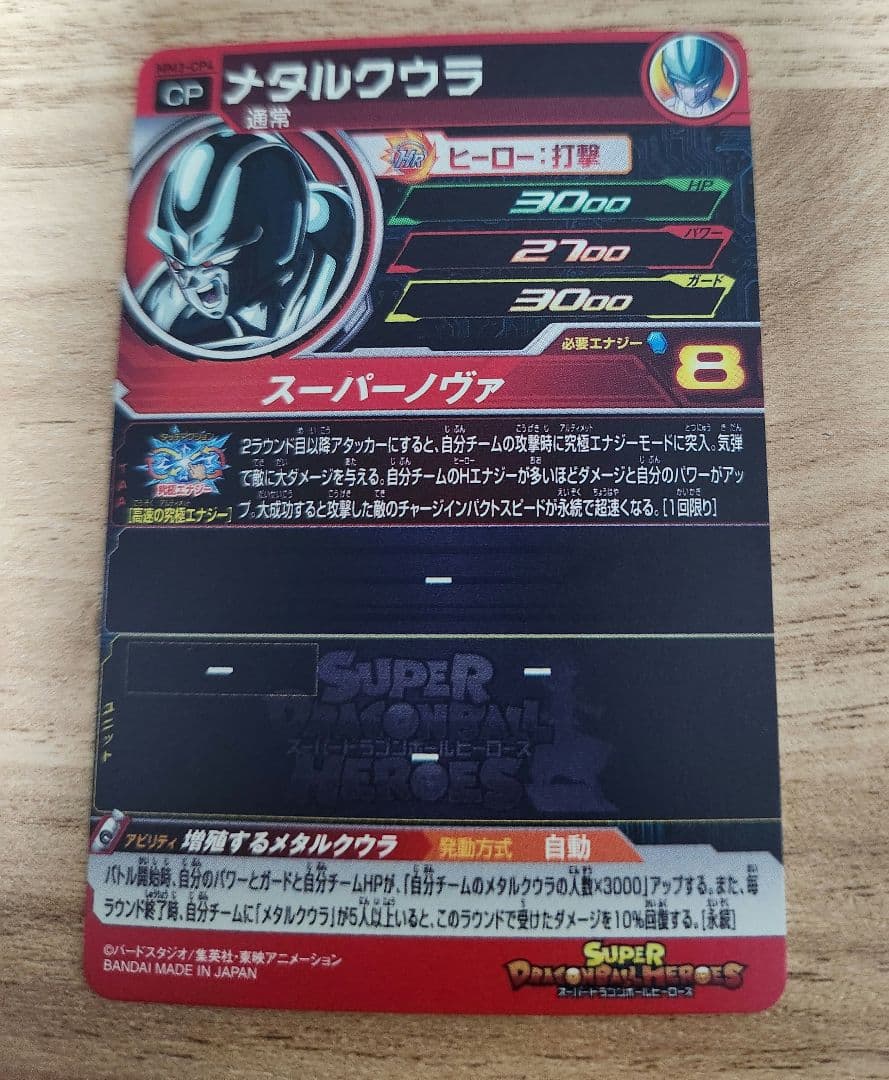 MM3-CP4
CP
メタルクウラ
通常
HR
ヒーロー:打撃
HP
3000
パワー
2700
ガード
3000
必要エナジー
8
スーパーノヴァ
TAA
タッチアクション
究極エナジー
[高速の究極エナジー]
2ラウンド目以降アタッカーにすると、自分チームの攻撃時に究極エナジーモードに突入。気弾
で敵に大ダメージを与える。自分チームのHエナジーが多いほどダメージと自分のパワーがアッ
プ。大成功すると攻撃した敵のチャージインパクトスピードが永続で超速くなる。[1回限り]
-
ユニット
-
-
-
SUPER
DRAGONBALL
スーパードラゴンボールヒーローズ
HEROES
アビリティ 増殖するメタルクウラ 発動方式 自動
バトル開始時、自分のパワーとガードと自分チームHPが、「自分チームのメタルクウラの人数×3000」アップする。また、毎
ラウンド終了時、自分チームに「メタルクウラ」が5人以上いると、このラウンドで受けたダメージを10%回復する。[永続]
©バードスタジオ/集英社・東映アニメーション
BANDAI MADE IN JAPAN
SUPER
DRAGONBALL HEROES
スーパードラゴンボールヒーローズ